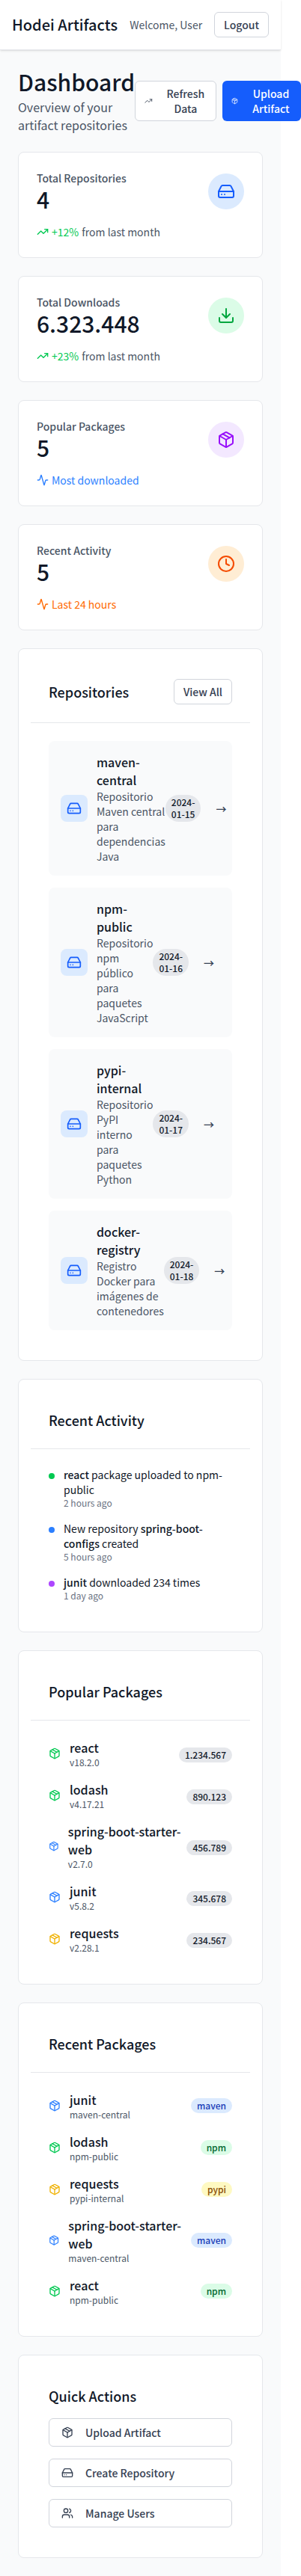 Hodei Artifacts Welcome, User Logout
Dashboard
Overview of your
artifact repositories
Refresh
Data
Upload
Artifact
Total Repositories
4
+12% from last month
Total Downloads
6.323.448
+23% from last month
Popular Packages
5
Most downloaded
Recent Activity
5
Last 24 hours
Repositories View All
maven-
central
Repositorio
Maven central
para
dependencias
Java
2024-
01-15
→
npm-
public
Repositorio
npm
público
para
paquetes
JavaScript
2024-
01-16
→
pypi-
internal
Repositorio
PyPI
interno
para
paquetes
Python
2024-
01-17
→
docker-
registry
Registro
Docker para
imágenes de
contenedores
2024-
01-18
→
Recent Activity
react package uploaded to npm-
public
2 hours ago
New repository spring-boot-
configs created
5 hours ago
junit downloaded 234 times
1 day ago
Popular Packages
react
v18.2.0
1.234.567
lodash
v4.17.21
890.123
spring-boot-starter-
web
v2.7.0
456.789
junit
v5.8.2
345.678
requests
v2.28.1
234.567
Recent Packages
junit
maven-central
maven
lodash
npm-public
npm
requests
pypi-internal
pypi
spring-boot-starter-
web
maven-central
maven
react
npm-public
npm
Quick Actions
Upload Artifact
Create Repository
Manage Users